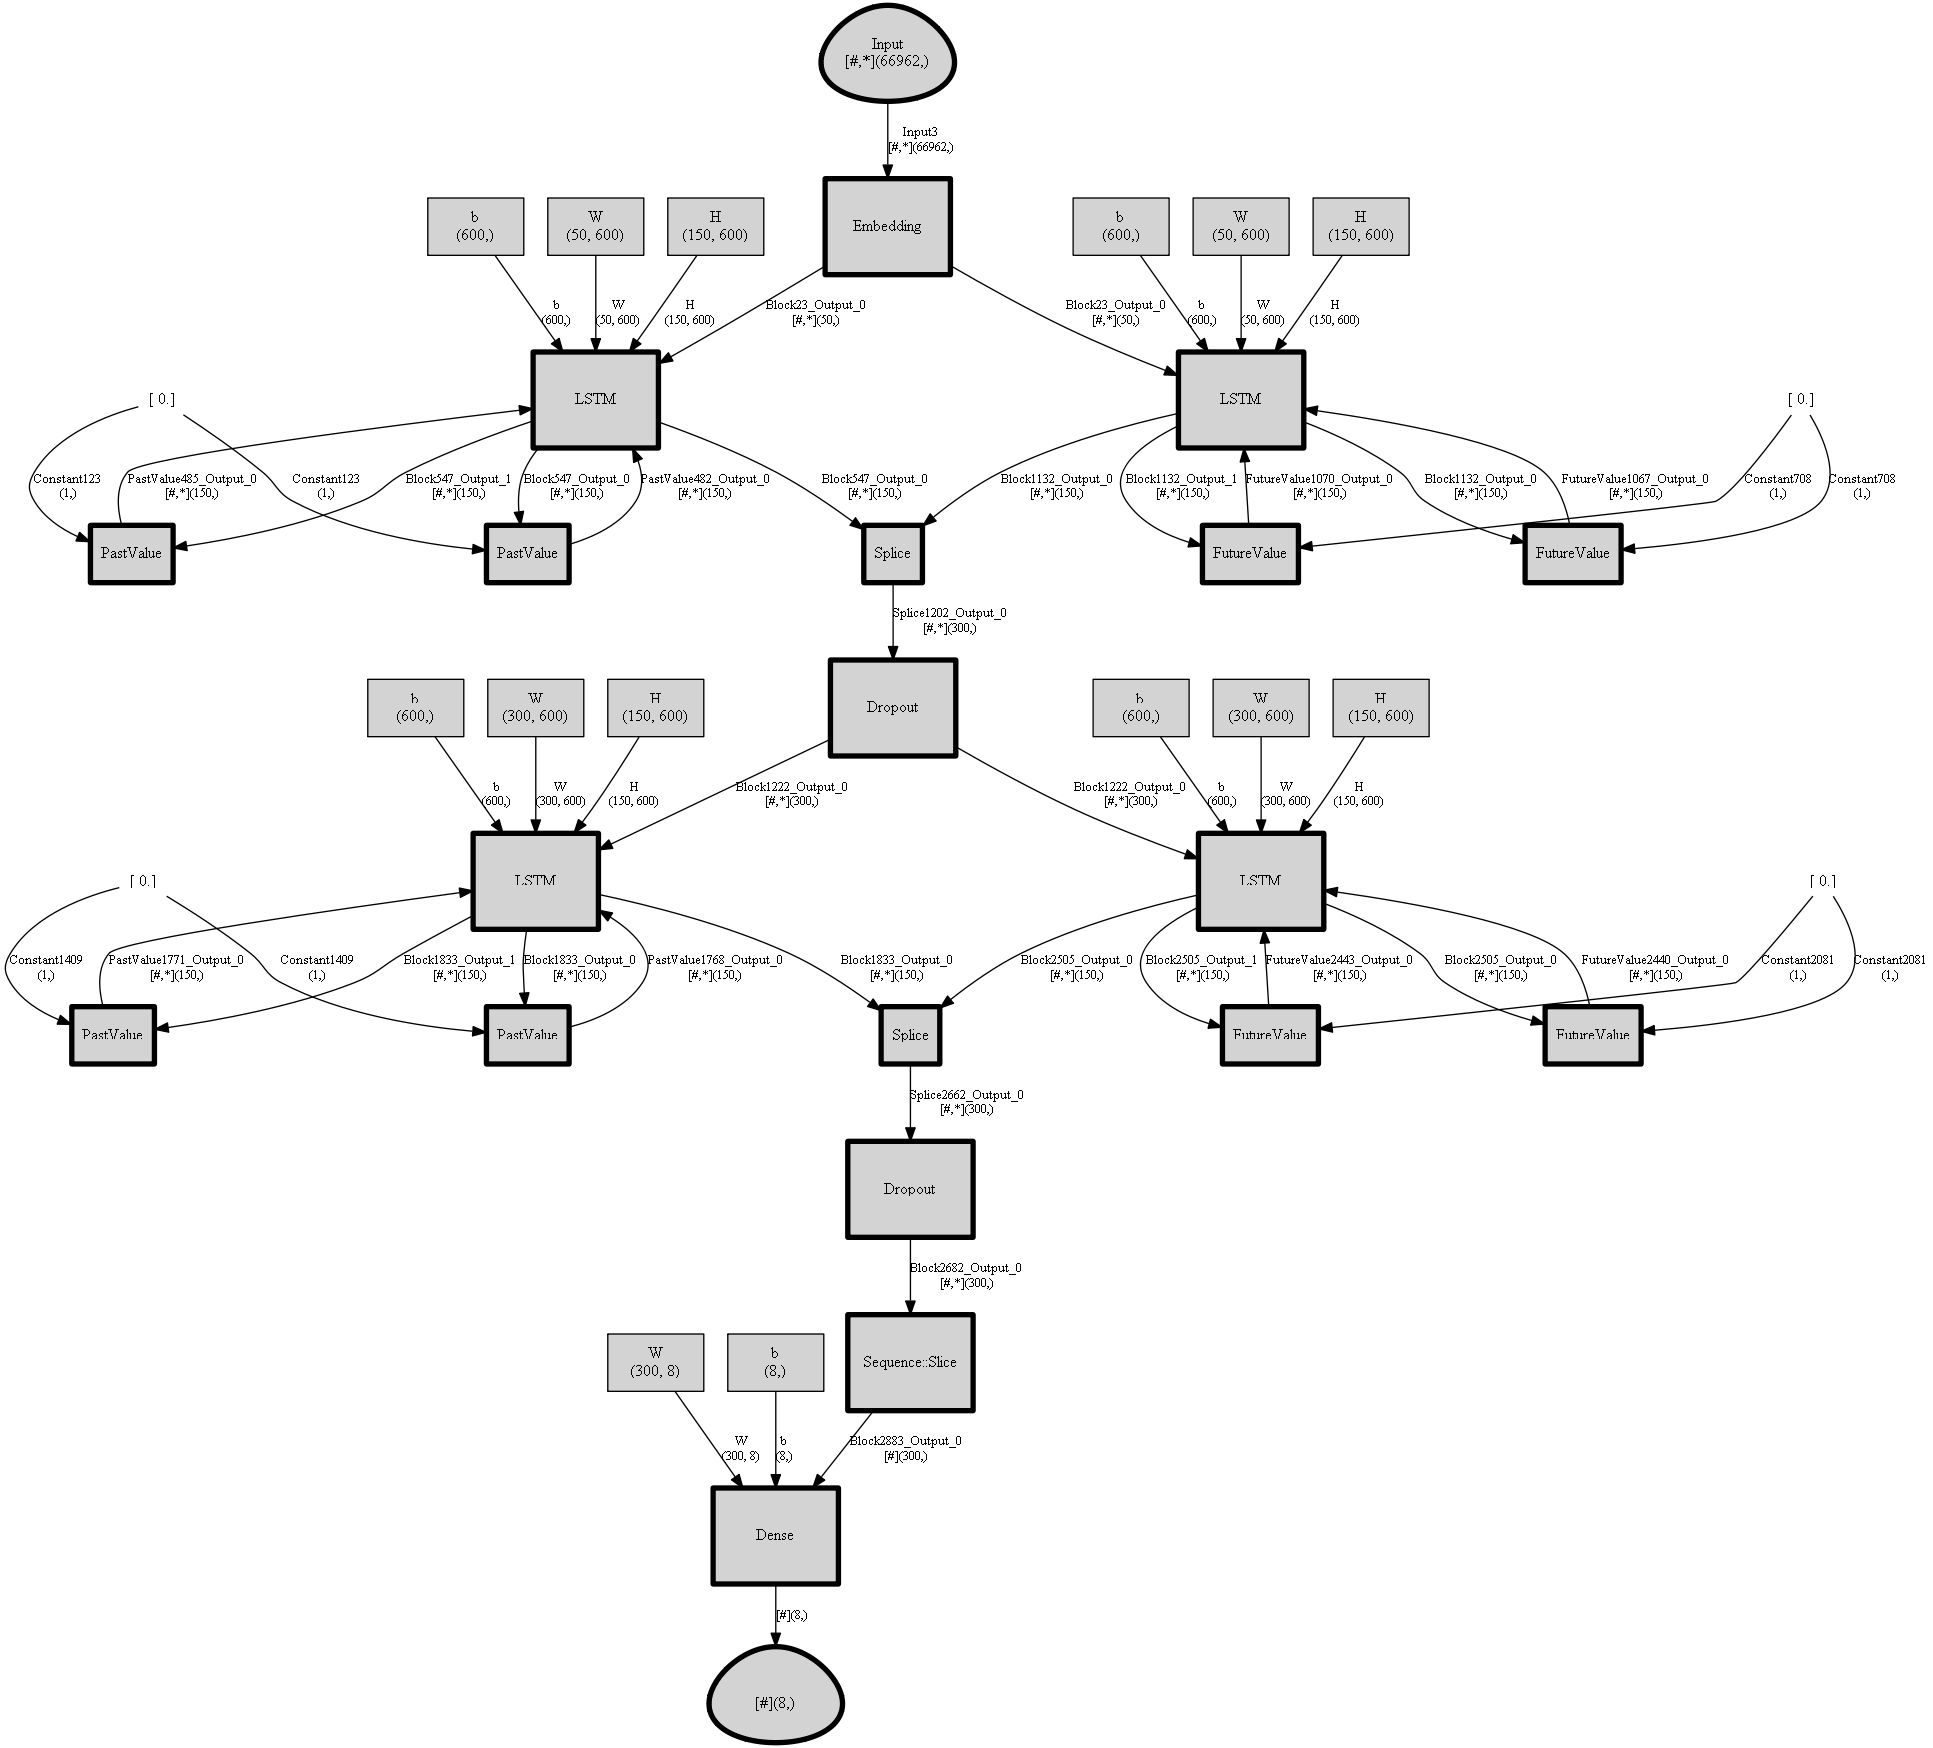 Input
[#,*](66962,)
Input3
[#,*](66962,)
b
(600,)
W
(50, 600)
H
(150, 600)
Embedding
b
(600,)
W
(50, 600)
H
(150, 600)
b
(600,)
W
(50, 600)
H
(150, 600)
Block23_Output_0
[#,*](50,)
Block23_Output_0
[#,*](50,)
b
(600,)
W
(50, 600)
H
(150, 600)
[ 0.]
LSTM
LSTM
[ 0.]
Constant123
(1,)
PastValue485_Output_0
[#,*](150,)
Constant123
(1,)
Block547_Output_1
[#,*](150,)
Block547_Output_0
[#,*](150,)
PastValue482_Output_0
[#,*](150,)
Block547_Output_0
[#,*](150,)
Block1132_Output_0
[#,*](150,)
Block1132_Output_1
[#,*](150,)
FutureValue1070_Output_0
[#,*](150,)
Block1132_Output_0
[#,*](150,)
FutureValue1067_Output_0
[#,*](150,)
Constant708
(1,)
Constant708
(1,)
PastValue
PastValue
Splice
FutureValue
FutureValue
Splice1202_Output_0
[#,*](300,)
b
(600,)
W
(300, 600)
H
(150, 600)
Dropout
b
(600,)
W
(300, 600)
H
(150, 600)
b
(600,)
W
(300, 600)
H
(150, 600)
Block1222_Output_0
[#,*](300,)
Block1222_Output_0
[#,*](300,)
b
(600,)
W
(300, 600)
H
(150, 600)
[ 0.]
LSTM
LSTM
[ 0.]
Constant1409
(1,)
PastValue1771_Output_0
[#,*](150,)
Constant1409
(1,)
Block1833_Output_1
[#,*](150,)
Block1833_Output_0
[#,*](150,)
PastValue1768_Output_0
[#,*](150,)
Block1833_Output_0
[#,*](150,)
Block2505_Output_0
[#,*](150,)
Block2505_Output_1
[#,*](150,)
FutureValue2443_Output_0
[#,*](150,)
Block2505_Output_0
[#,*](150,)
FutureValue2440_Output_0
[#,*](150,)
Constant2081
(1,)
Constant2081
(1,)
PastValue
PastValue
Splice
FutureValue
FutureValue
Splice2662_Output_0
[#,*](300,)
Dropout
Block2682_Output_0
[#,*](300,)
W
(300, 8)
b
(8,)
Sequence::Slice
W
(300, 8)
b
(8,)
Block2883_Output_0
[#](300,)
Dense
[#](8,)
[#](8,)